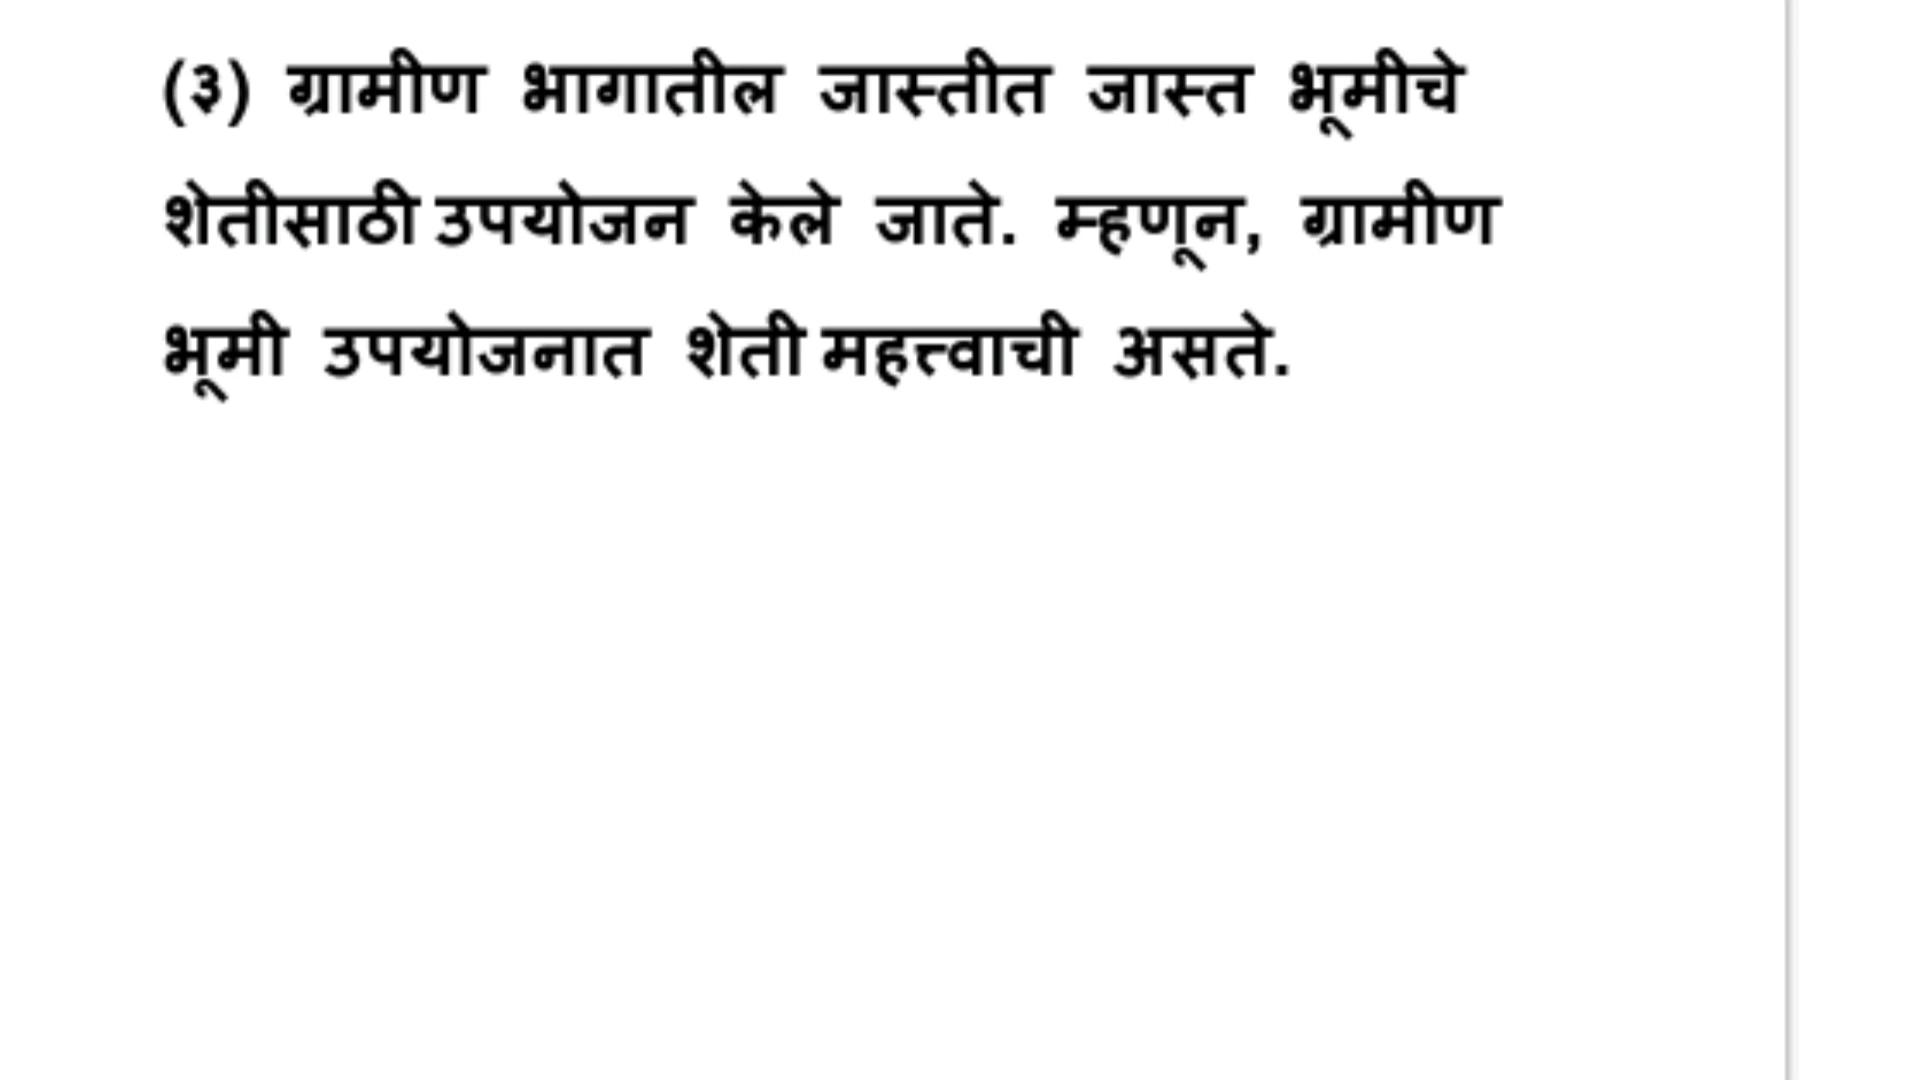 (३) ग्रामीण भागातील जास्तीत जास्त भूमीचे
शेतीसाठी उपयोजन केले जाते. म्हणून, ग्रामीण
भूमी उपयोजनात शेती महत्त्वाची असते.